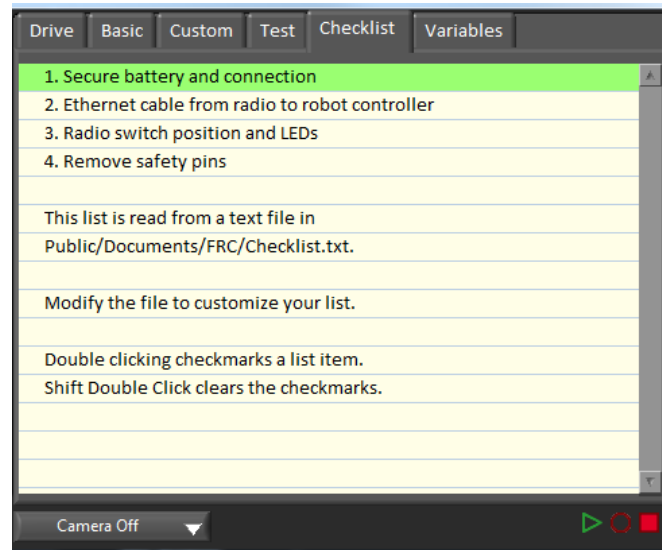 Drive Basic Custom Test Checklist Variables
1. Secure battery and connection
2. Ethernet cable from radio to robot controller
3. Radio switch position and LEDs
4. Remove safety pins
This list is read from a text file in
Public/Documents/FRC/Checklist.txt.
Modify the file to customize your list.
Double clicking checkmarks a list item.
Shift Double Click clears the checkmarks.
Camera Off